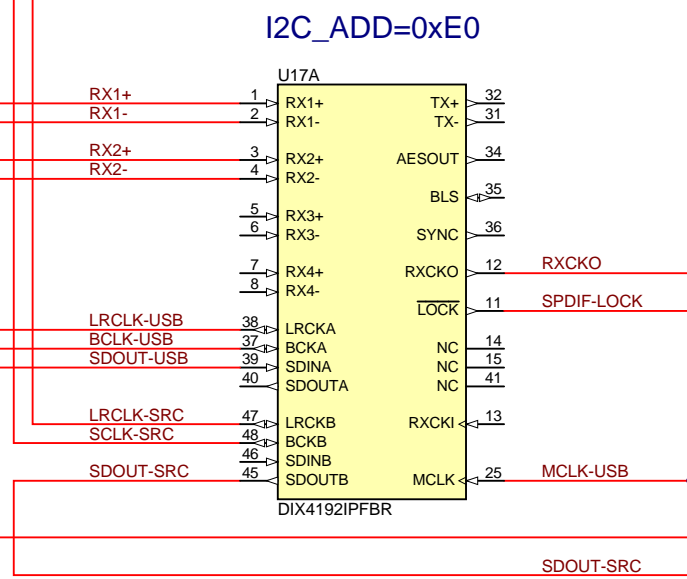 I2C_ADD=0xE0
U17A
RX1+ 1 RX1+ TX+ 32
RX1- 2 RX1- TX- 31
RX2+ 3 RX2+ AESOUT 34
RX2- 4 RX2-
BLS 35
5 RX3+
6 RX3- SYNC 36
7 RX4+ RXCKO 12 RXCKO
8 RX4-
LOCK 11 SPDIF-LOCK
LRCLK-USB 38 LRCKA
BCLK-USB 37 BCKA NC 14
SDOUT-USB 39 SDINA NC 15
40 SDOUTA NC 41
LRCLK-SRC 47 LRCKB RXCKI 13
SCLK-SRC 48 BCKB
46 SDINB
SDOUT-SRC 45 SDOUTB MCLK 25 MCLK-USB
DIX4192IPFBR
SDOUT-SRC